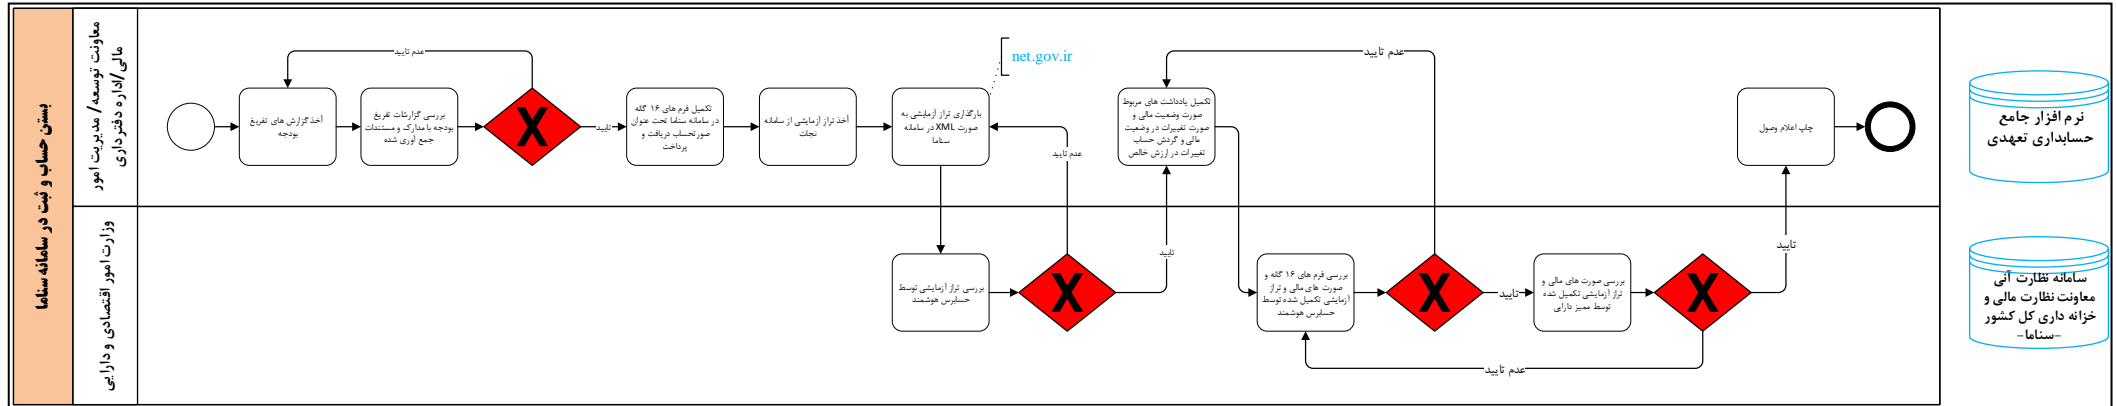 بستن حساب و ثبت در سامانه سناما
معاونت توسعه/ مدیریت امور
مالی/اداره دفترداری
أخذ گزارش های تفریغ
بودجه
بررسی گزارشات تفریغ
بودجه با مدارک و مستندات
جمع آوری شده
عدم تایید
تایید
تکمیل فرم های ۱۶ گانه
در سامانه سناما تحت عنوان
صورتحساب دریافت و
پرداخت
أخذ تراز آزمایشی از سامانه
نجات
بارگذاری تراز آزمایشی به
صورت XML در سامانه
سناما
net.gov.ir
عدم تایید
تکمیل یادداشت های مربوط
صورت وضعیت مالی و
صورت تغییرات در وضعیت
مالی و گردش حساب
تغییرات در ارزش خالص
عدم تایید
چاپ اعلام وصول
نرم افزار جامع
حسابداری تعهدی
وزارت امور اقتصادی و دارایی
بررسی تراز آزمایشی توسط
حسابرس هوشمند
تایید
بررسی فرم های ۱۶ گانه و
صورت های مالی و تراز
آزمایشی تکمیل شده توسط
حسابرس هوشمند
تایید
بررسی صورت های مالی و
تراز آزمایشی تکمیل شده
توسط ممیز دارایی
تایید
عدم تایید
سامانه نظارت آنی
معاونت نظارت مالی و
خزانه داری کل کشور
-سناما-